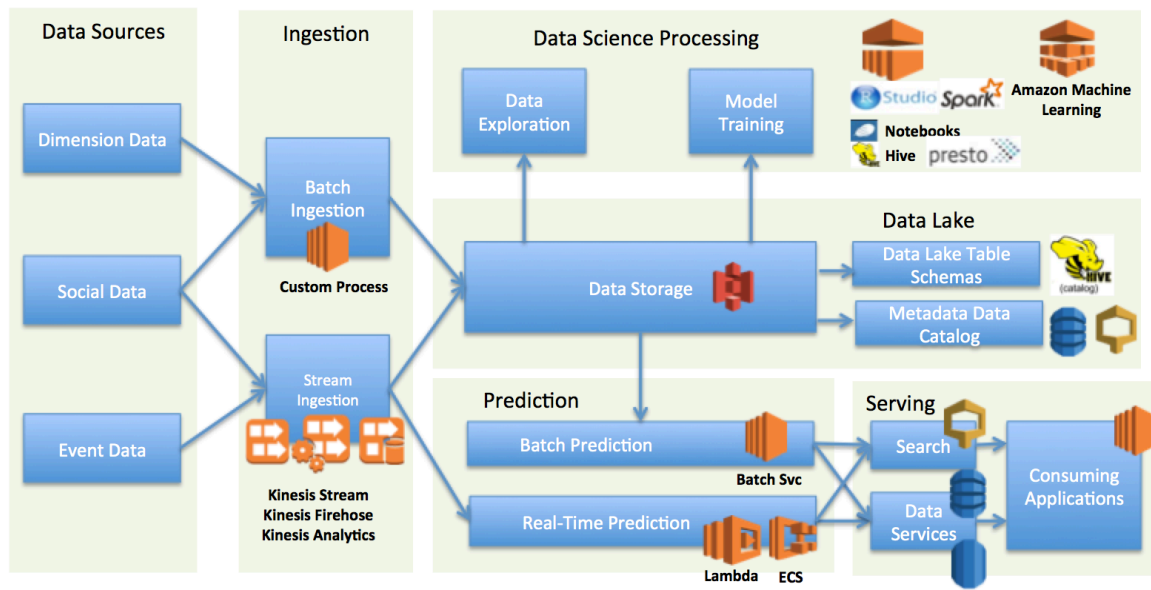 Data Sources
Dimension Data
Social Data
Event Data
Ingestion
Batch
Ingestion
Custom Process
Stream
Ingestion
Kinesis Stream
Kinesis Firehose
Kinesis Analytics
Data Science Processing
Data
Exploration
Model
Training
R Studio
Spark
Notebooks
Hive
presto
Amazon Machine
Learning
Data Lake
Data Storage
Data Lake Table
Schemas
HIVE
(catalog)
Metadata Data
Catalog
Prediction
Batch Prediction
Batch Svc
Real-Time Prediction
Lambda
ECS
Serving
Search
Data
Services
Consuming
Applications